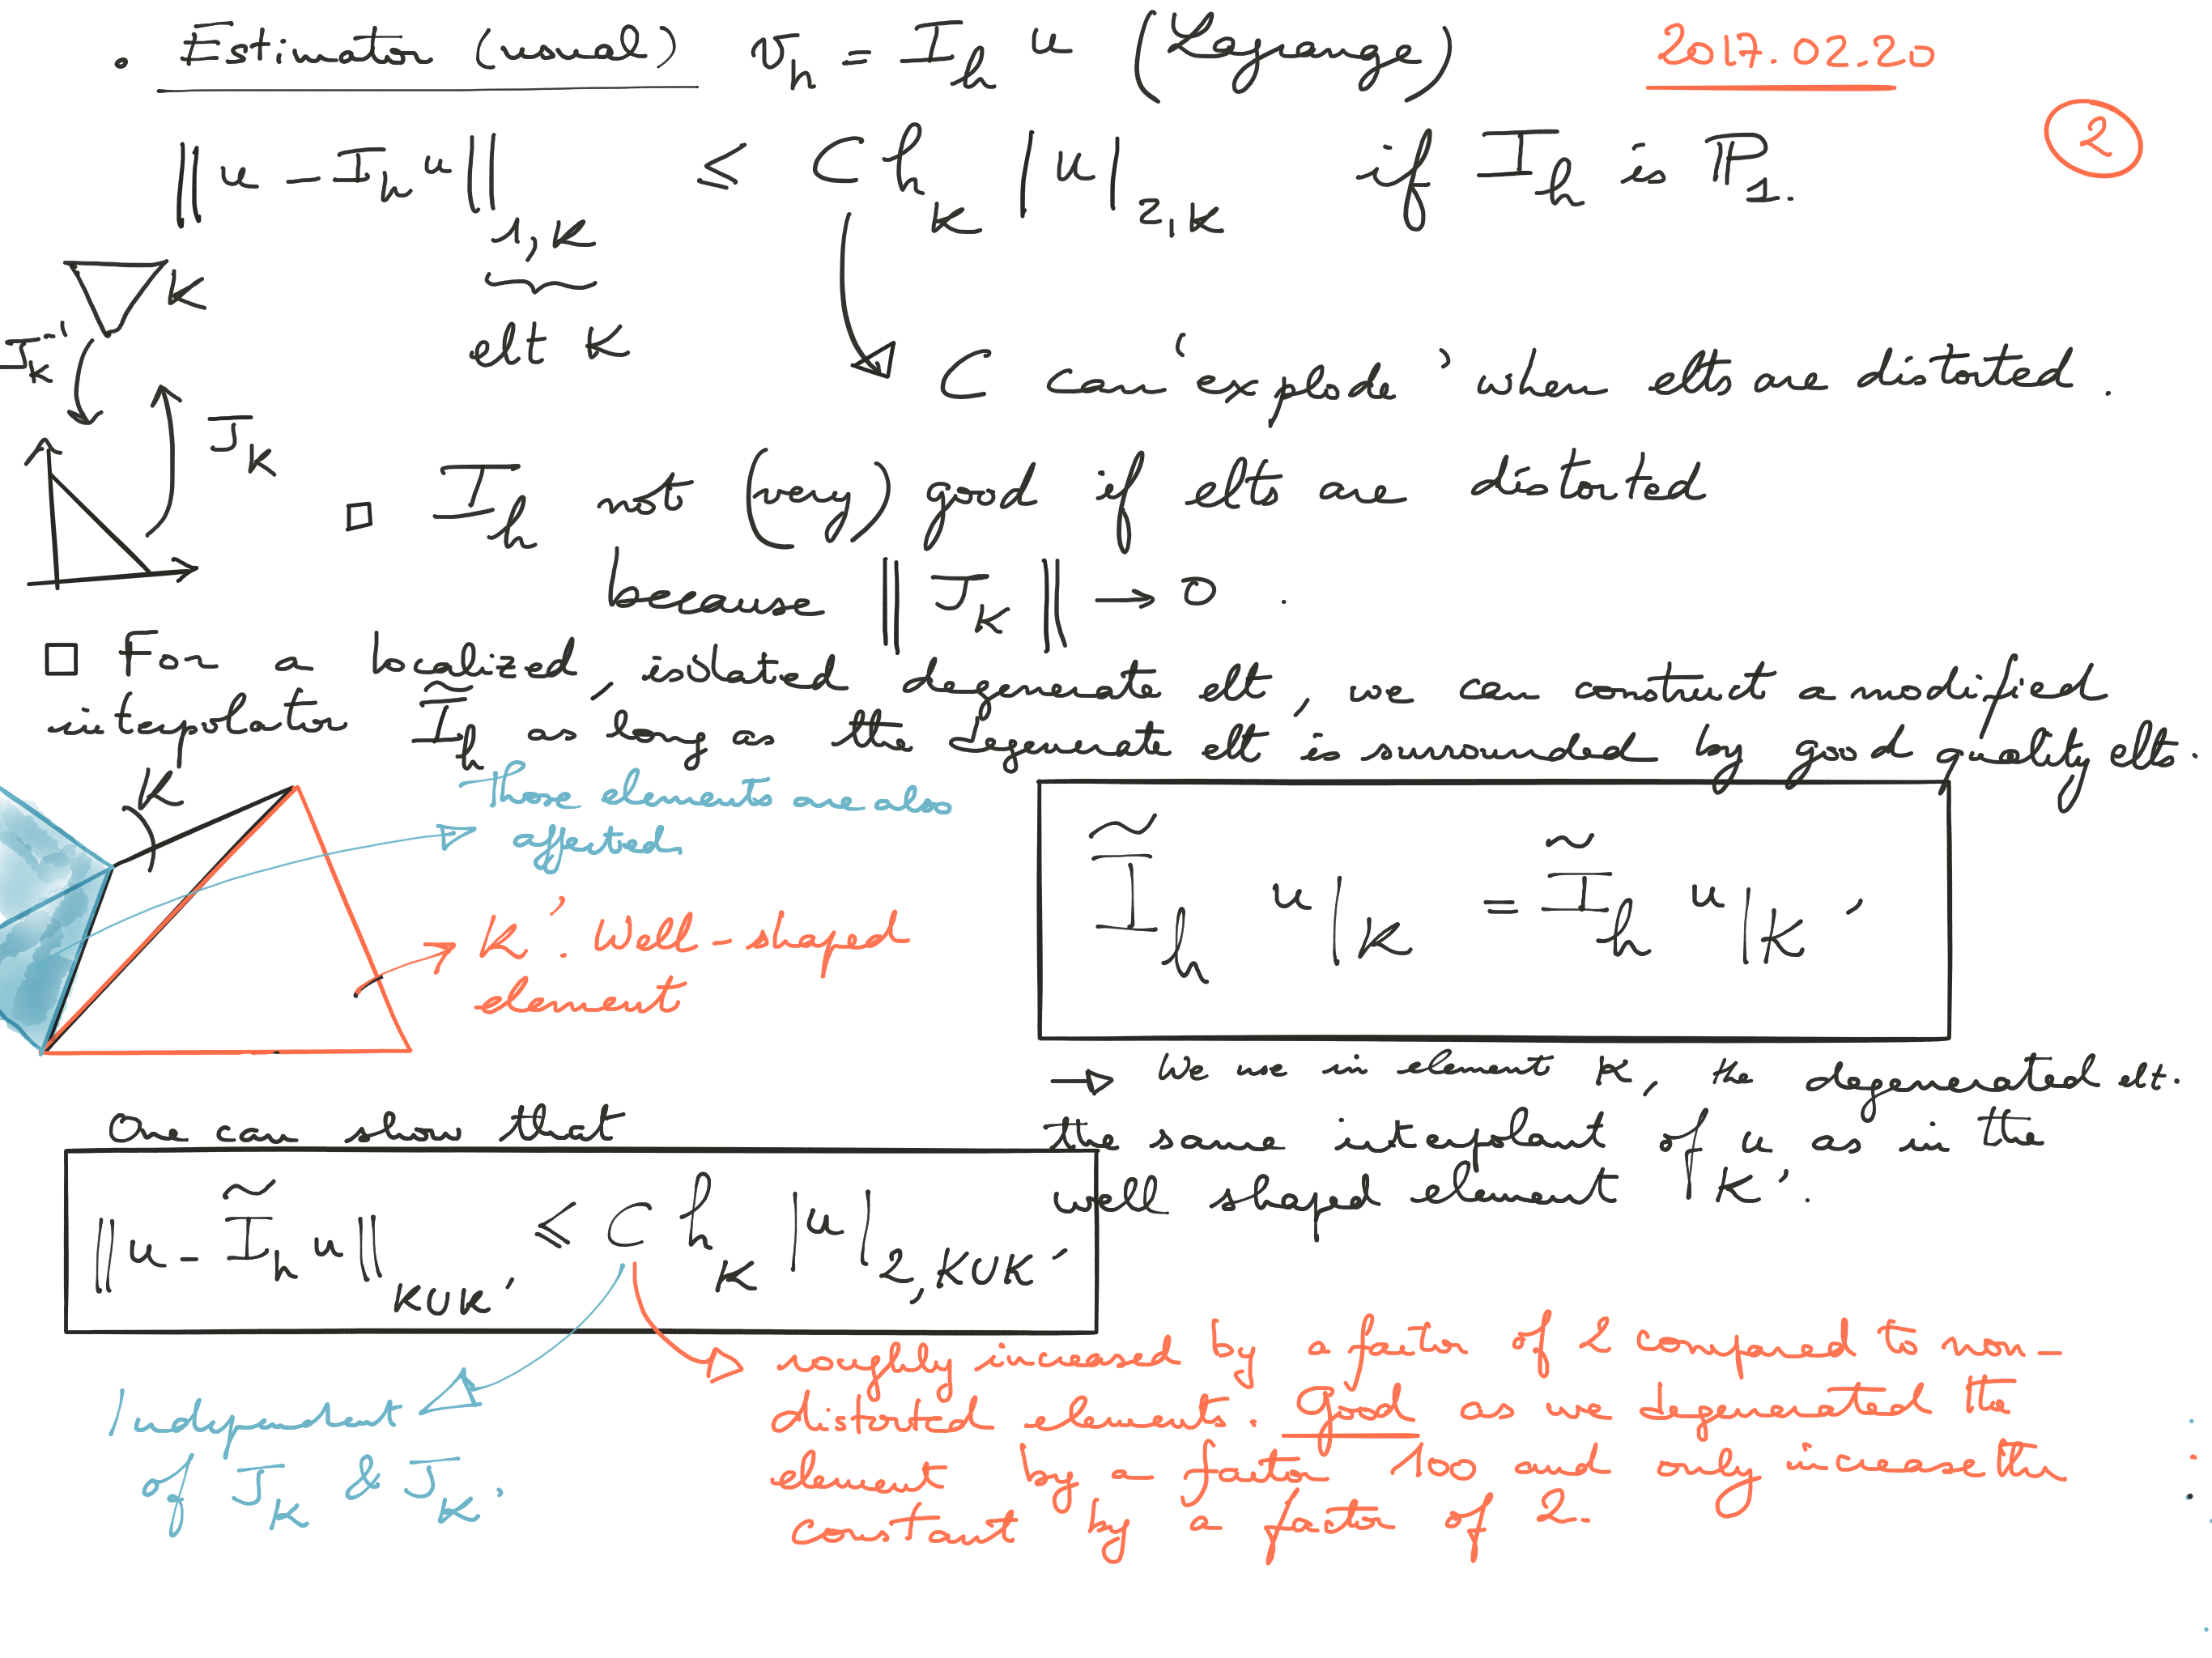 . Estimator (usual) v_h = I_h u (Lagrange)
2017.02.20
2
||u - I_h u||_{1,K} ≤ C h_K |u|_{2,K} if I_h is ℙ_1.
K
elt K
J_K^{-1}
C can 'explode' when elts are distorted.
J_K
□ I_h not (very) good if elts are distorted
because ||J_K|| → 0.
□ For a localized, isolated degenerate elt, we can construct a modified
interpolator Ĩ_h as long as the degenerate elt is surrounded by good quality elts.
K
Those elements are also
affected
Ĩ_h u|_K = Ĩ_h u|_{K'}
K': Well-shaped
element
→ We use in element K, the degenerated elt.
the same interpolant of u as in the
well shaped element K'.
One can show that
||u - Ĩ_h u||_{K∪K'} ≤ C h_K |u|_{2,K∪K'}
roughly increased by a factor of 2 compared to non-
distorted elements. Good as we degenerated the
element by a factor 100 and only increase the
constant by a factor of 2.
Independent
of J_K & J_K'